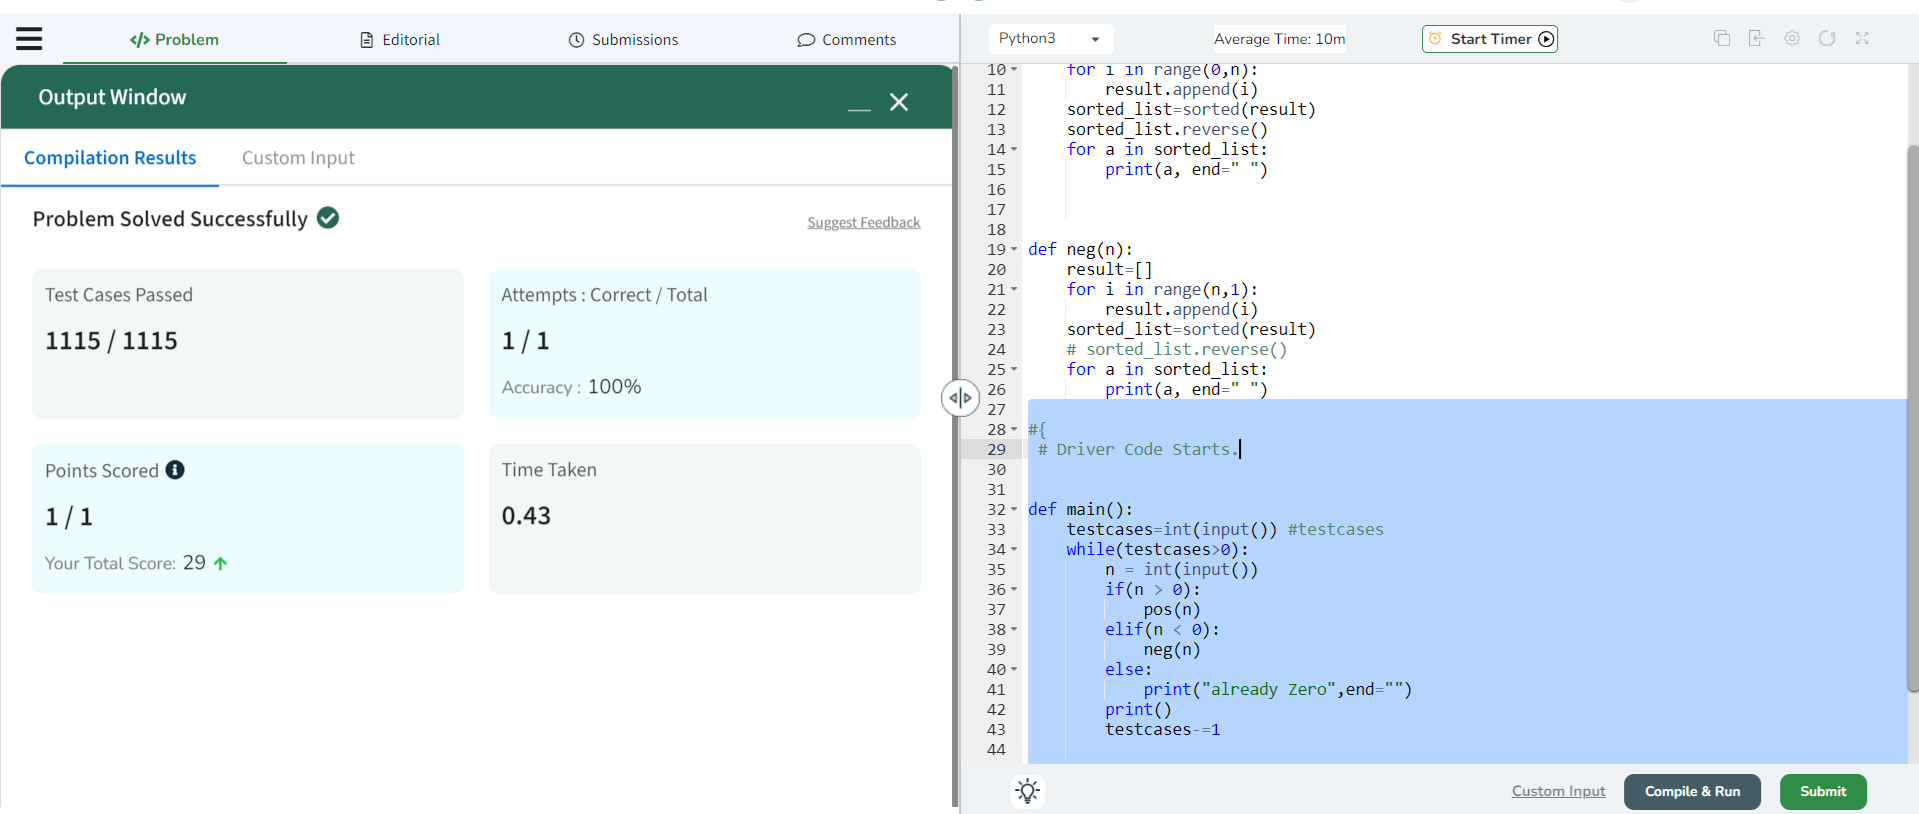 </> Problem
Editorial
Submissions
Comments
Output Window
Compilation Results
Custom Input
Problem Solved Successfully
Suggest Feedback
Test Cases Passed
1115 / 1115
Attempts : Correct / Total
1 / 1
Accuracy : 100%
Points Scored
1 / 1
Your Total Score: 29
Time Taken
0.43
Python3
Average Time: 10m
Start Timer
10 for i in range(0,n):
11 result.append(i)
12 sorted_list=sorted(result)
13 sorted_list.reverse()
14 for a in sorted_list:
15 print(a, end=" ")
16
17
18
19 def neg(n):
20 result=[]
21 for i in range(n,1):
22 result.append(i)
23 sorted_list=sorted(result)
24 # sorted_list.reverse()
25 for a in sorted_list:
26 print(a, end=" ")
27
28 #{
29 # Driver Code Starts.
30
31
32 def main():
33 testcases=int(input()) #testcases
34 while(testcases>0):
35 n = int(input())
36 if(n > 0):
37 pos(n)
38 elif(n < 0):
39 neg(n)
40 else:
41 print("already Zero",end="")
42 print()
43 testcases-=1
44
Custom Input
Compile & Run
Submit